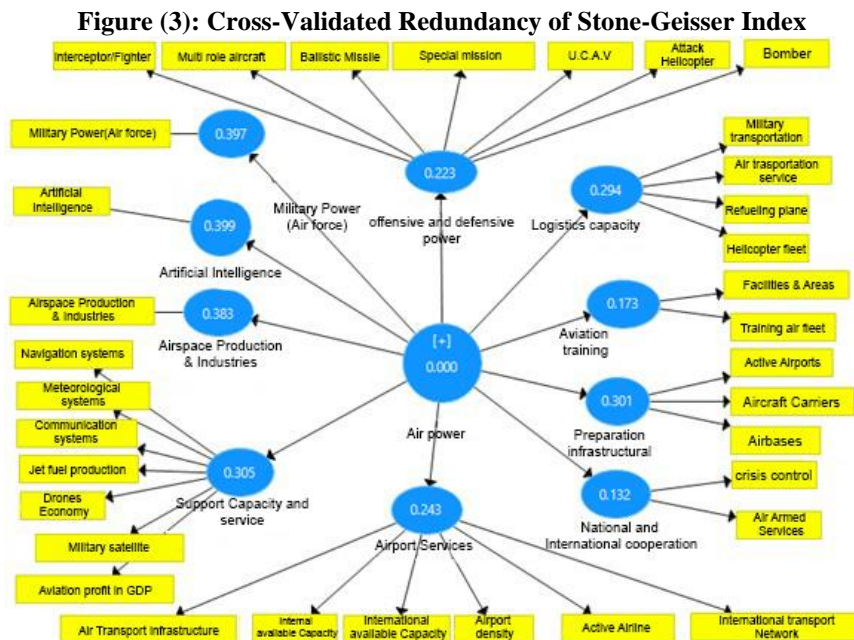 Figure (3): Cross-Validated Redundancy of Stone-Geisser Index
Interceptor/Fighter
Multi role aircraft
Ballistic Missile
Special mission
U.C.A.V
Attack
Helicopter
Bomber
Military Power(Air force)
0.397
0.223
offensive and defensive
power
Military Power
(Air force)
0.294
Logistics capacity
Military
transportation
Air trasportation
service
Refueling plane
Helicopter fleet
Artificial
Intelligence
0.399
Artificial Intelligence
Airspace Production
& Industries
0.383
Airspace Production
& Industries
[+]
0.000
Air power
0.173
Aviation
training
Facilities & Areas
Training air fleet
0.301
Preparation
infrastructural
Active Airports
Aircraft Carriers
Airbases
0.132
National and
International cooperation
crisis control
Air Armed
Services
Navigation systems
Meteorological
systems
Communication
systems
Jet fuel production
Drones
Economy
Military satellite
Aviation profit in GDP
0.305
Support Capacity and
service
0.243
Airport Services
Air Transport Infrastructure
Internal
available Capacity
International
available Capacity
Airport
density
Active Airline
International transport
Network